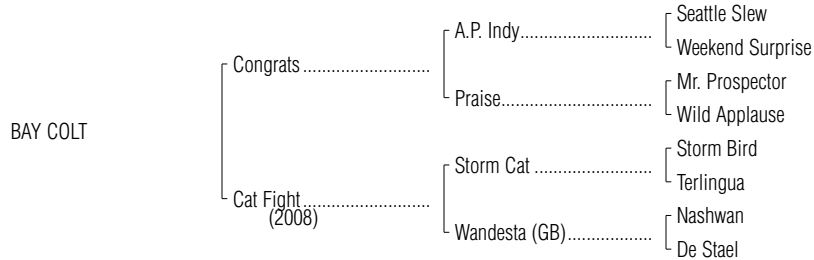 Seattle Slew
A.P. Indy..............................
Weekend Surprise
Congrats ............................
Mr. Prospector
Praise..................................
Wild Applause
BAY COLT
Storm Bird
Storm Cat ..........................
Terlingua
Cat Fight ............................
(2008)
Nashwan
Wandesta (GB)...................
De Stael